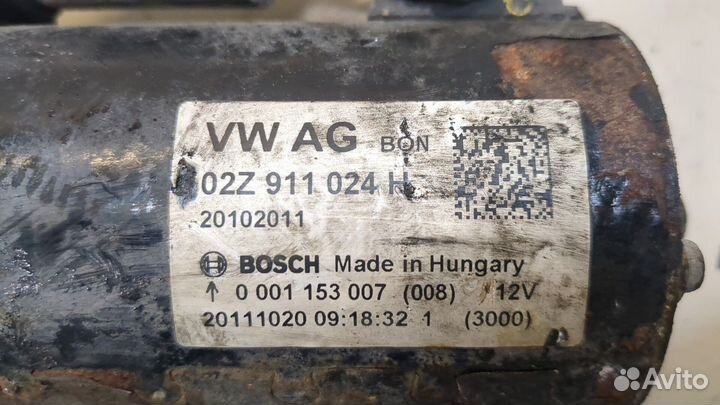 VW AG BON
02Z 911 024 H
20102011
BOSCH Made in Hungary
↑ 0 001 153 007 (008) 12V
20111020 09:18:32 1 (3000)
Avito